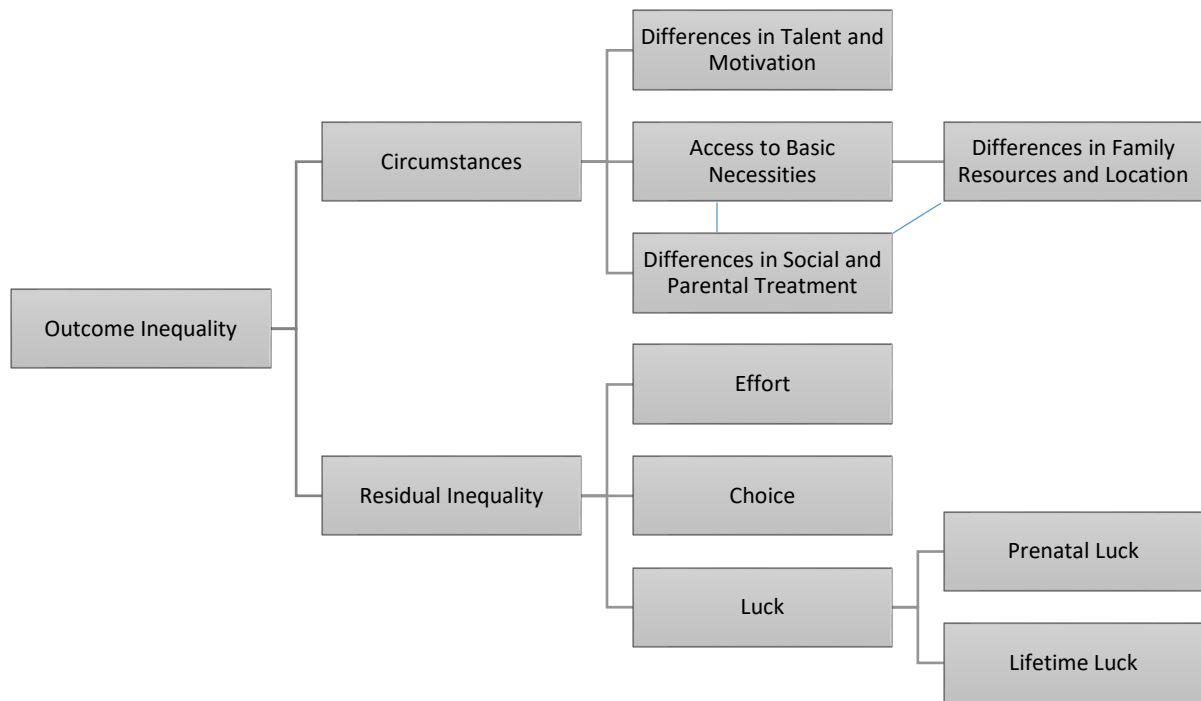 Differences in Talent and
Motivation
Circumstances
Access to Basic
Necessities
Differences in Family
Resources and Location
Differences in Social and
Parental Treatment
Outcome Inequality
Effort
Residual Inequality
Choice
Luck
Prenatal Luck
Lifetime Luck